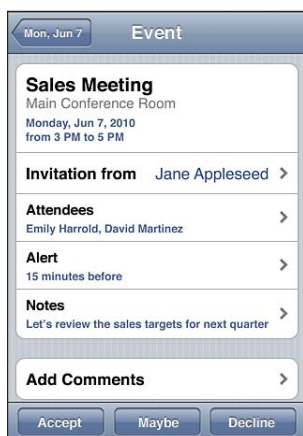 Mon, Jun 7
Event
Sales Meeting
Main Conference Room
Monday, Jun 7, 2010
from 3 PM to 5 PM
Invitation from Jane Appleseed
Attendees
Emily Harrold, David Martinez
Alert
15 minutes before
Notes
Let's review the sales targets for next quarter
Add Comments
Accept
Maybe
Decline